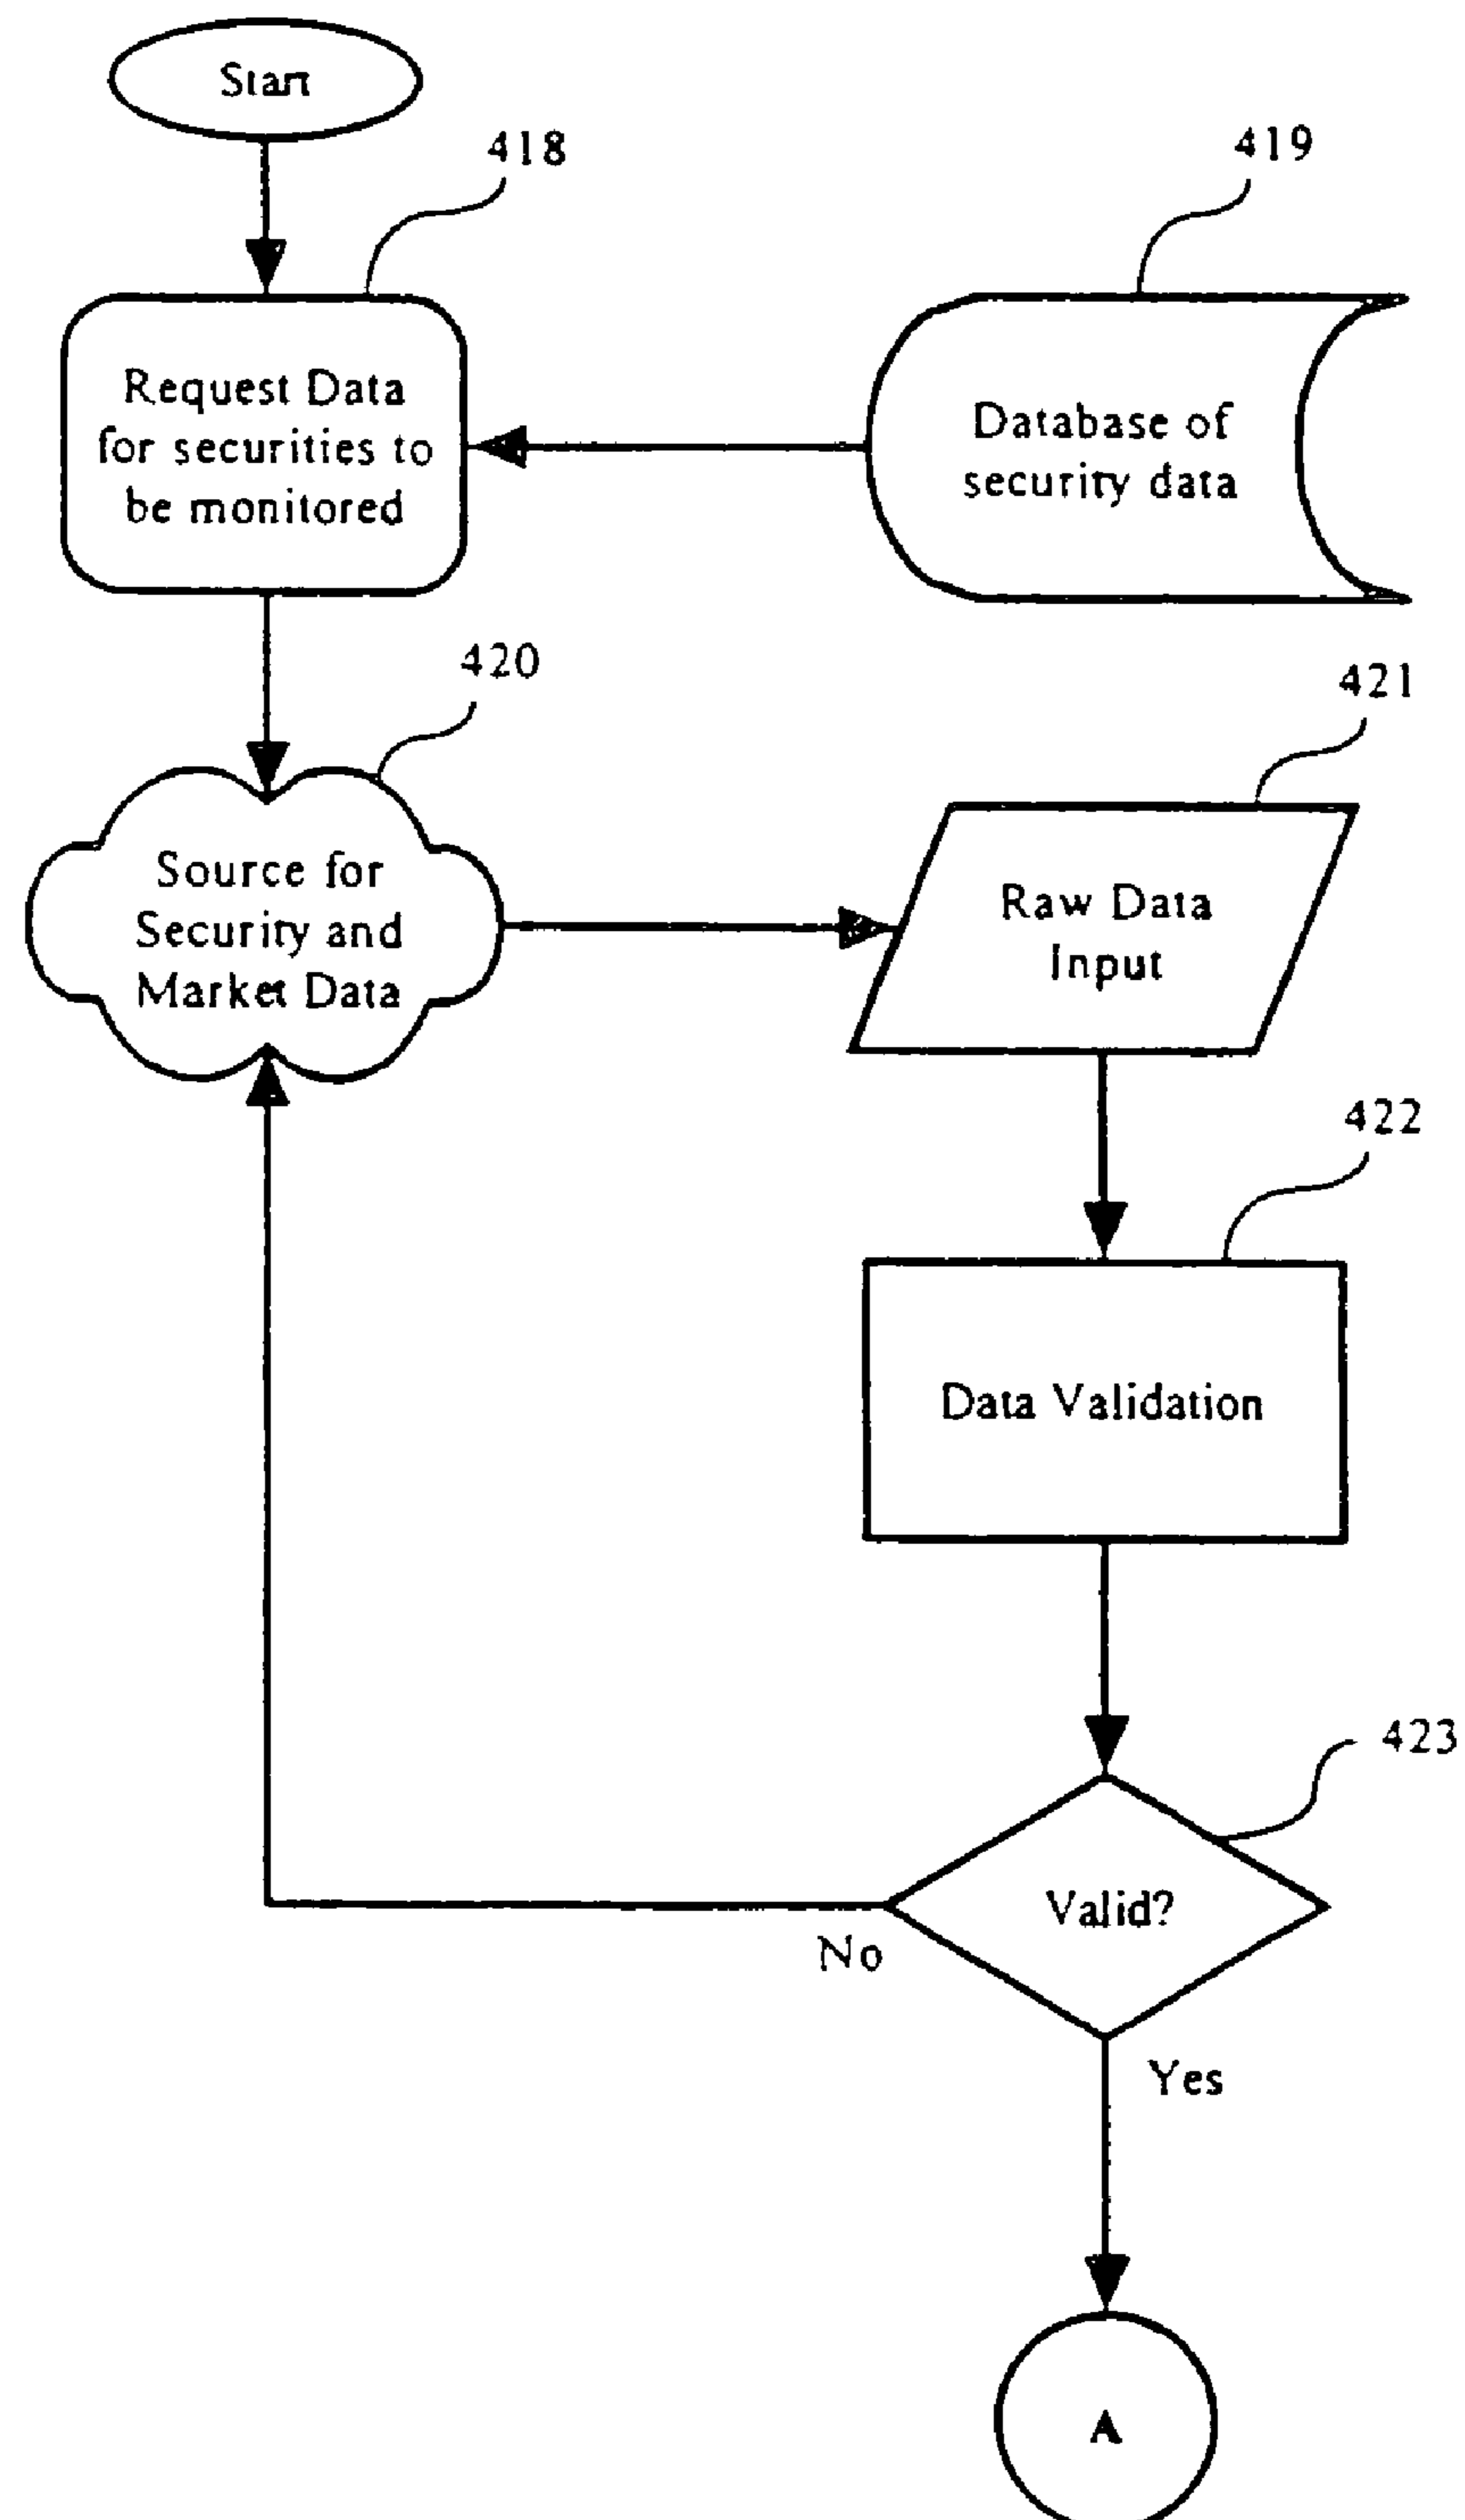 Start
418
419
Request Data
for securities to
be monitored
Database of
security data
420
421
Source for
Security and
Market Data
Raw Data
Input
422
Data Validation
423
Valid?
No
Yes
A